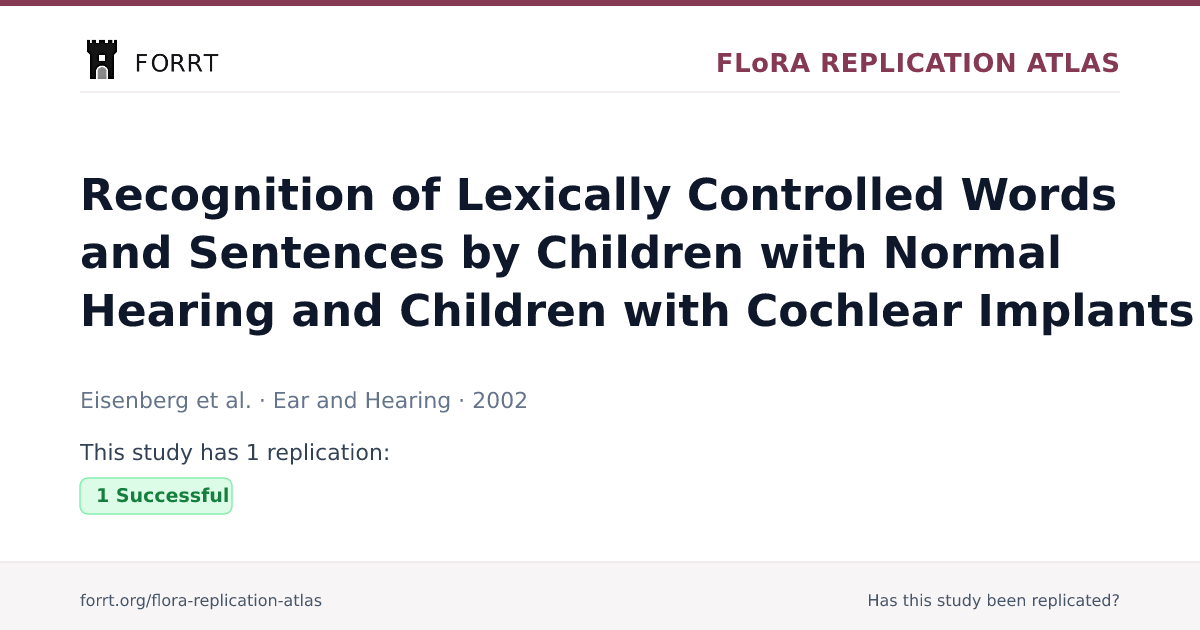 FORRT
FLoRA REPLICATION ATLAS
Recognition of Lexically Controlled Words
and Sentences by Children with Normal
Hearing and Children with Cochlear Implants
Eisenberg et al. · Ear and Hearing · 2002
This study has 1 replication:
1 Successful
forrt.org/flora-replication-atlas
Has this study been replicated?